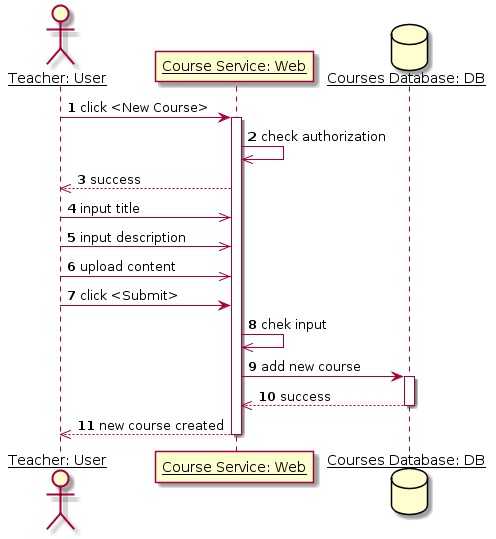 Teacher: User
Course Service: Web
Courses Database: DB
1 click <New Course>
2 check authorization
3 success
4 input title
5 input description
6 upload content
7 click <Submit>
8 chek input
9 add new course
10 success
11 new course created
Teacher: User
Course Service: Web
Courses Database: DB